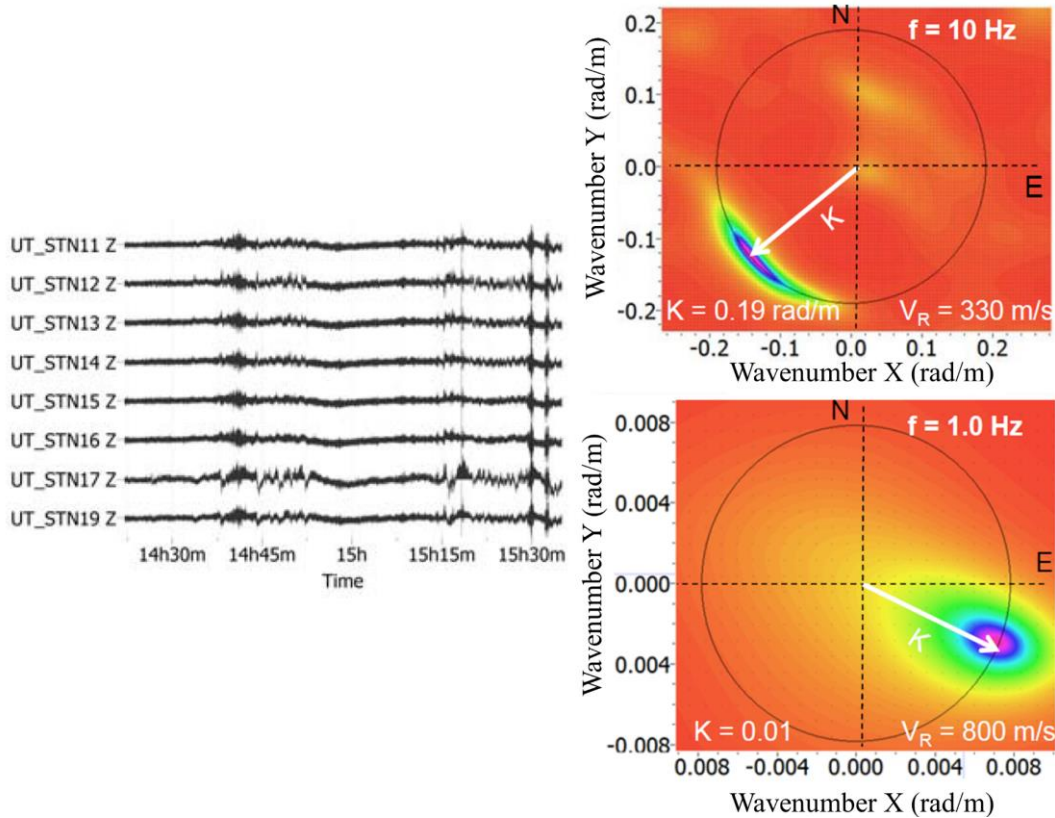 UT_STN11 Z
UT_STN12 Z
UT_STN13 Z
UT_STN14 Z
UT_STN15 Z
UT_STN16 Z
UT_STN17 Z
UT_STN19 Z
14h30m 14h45m 15h 15h15m 15h30m
Time
Wavenumber Y (rad/m)
0.2
0.1
0.0
-0.1
-0.2
N
f = 10 Hz
E
K
K = 0.19 rad/m
V_R = 330 m/s
-0.2 -0.1 0.0 0.1 0.2
Wavenumber X (rad/m)
Wavenumber Y (rad/m)
0.008
0.004
0.000
0.004
-0.008
N
f = 1.0 Hz
E
K
K = 0.01
V_R = 800 m/s
0.008 -0.004 0.000 0.004 0.008
Wavenumber X (rad/m)